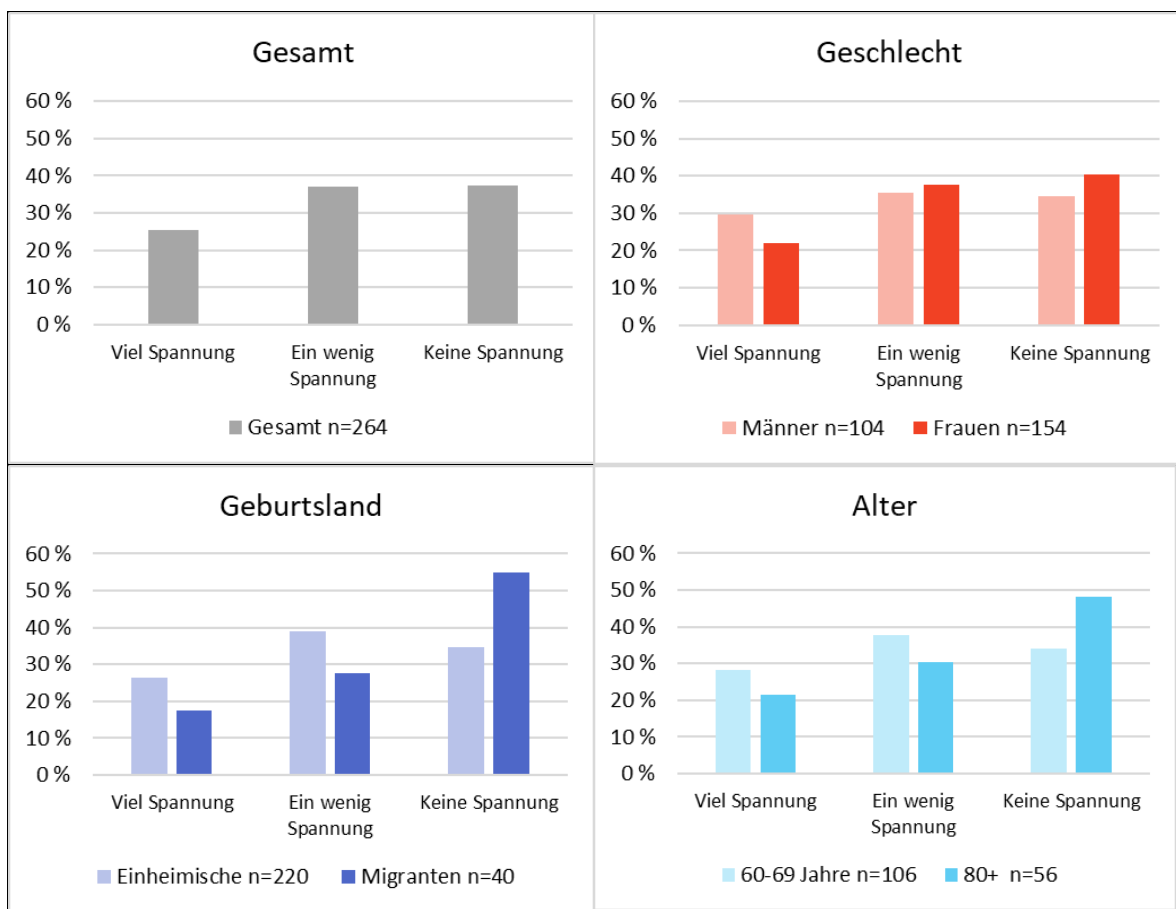 Gesamt
60 %
50 %
40 %
30 %
20 %
10 %
0 %
Viel Spannung
Ein wenig
Spannung
Keine Spannung
Gesamt n=264
Geschlecht
60 %
50 %
40 %
30 %
20 %
10 %
0 %
Viel Spannung
Ein wenig
Spannung
Keine Spannung
Männer n=104
Frauen n=154
Geburtsland
60 %
50 %
40 %
30 %
20 %
10 %
0 %
Viel Spannung
Ein wenig
Spannung
Keine Spannung
Einheimische n=220
Migranten n=40
Alter
60 %
50 %
40 %
30 %
20 %
10 %
0 %
Viel Spannung
Ein wenig
Spannung
Keine Spannung
60-69 Jahre n=106
80+ n=56